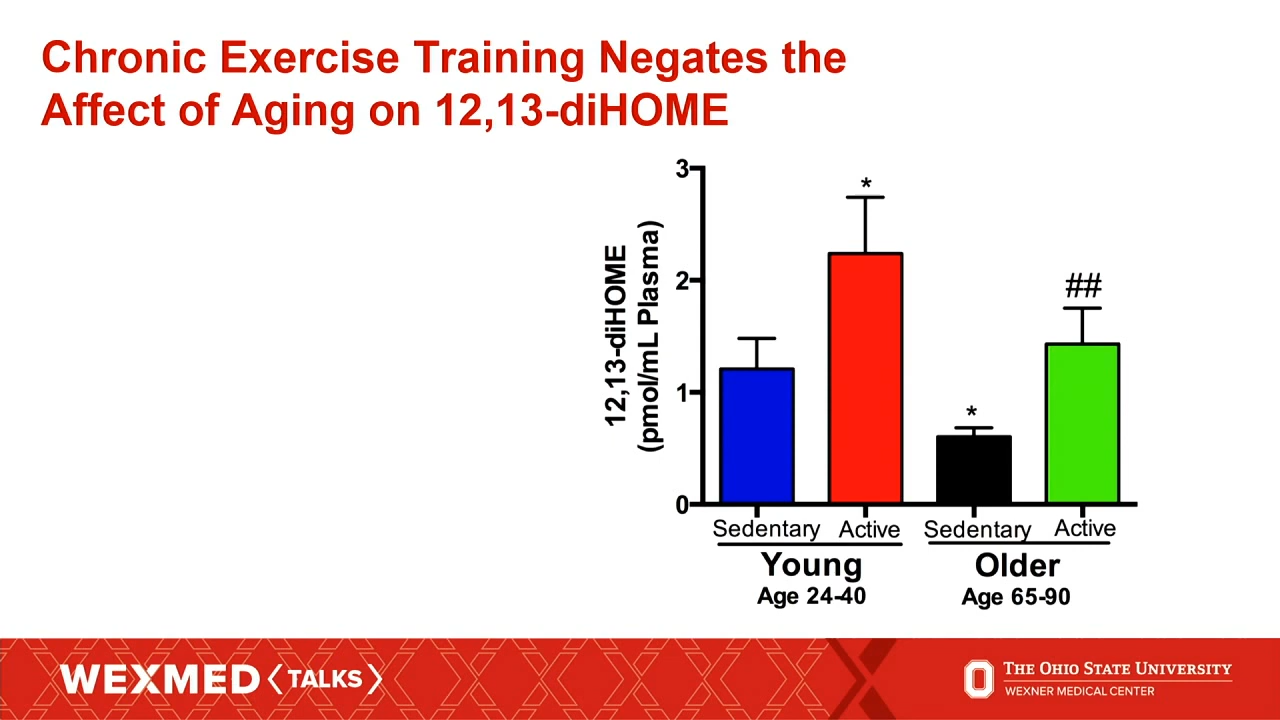 Chronic Exercise Training Negates the
Affect of Aging on 12,13-diHOME
12,13-diHOME
(pmol/mL Plasma)
3
2
1
0
*
*
##
Sedentary Active Sedentary Active
Young Older
Age 24-40 Age 65-90
WEXMED TALKS
O THE OHIO STATE UNIVERSITY
WEXNER MEDICAL CENTER